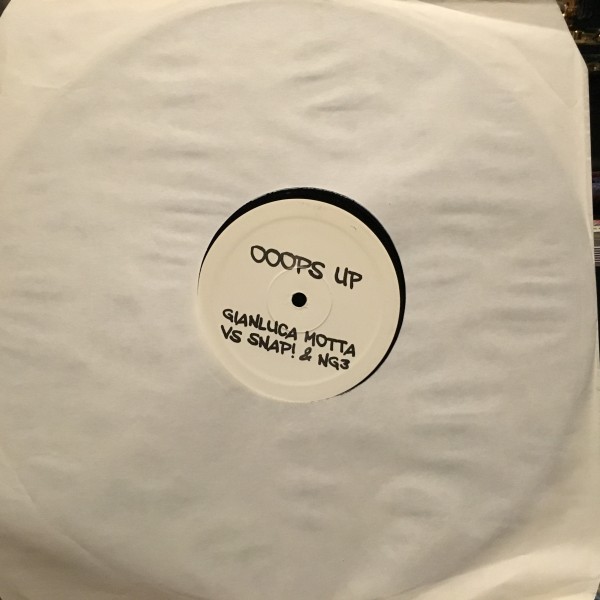 OOOPS UP
GIANLUCA MOTTA
VS SNAP! & NG3